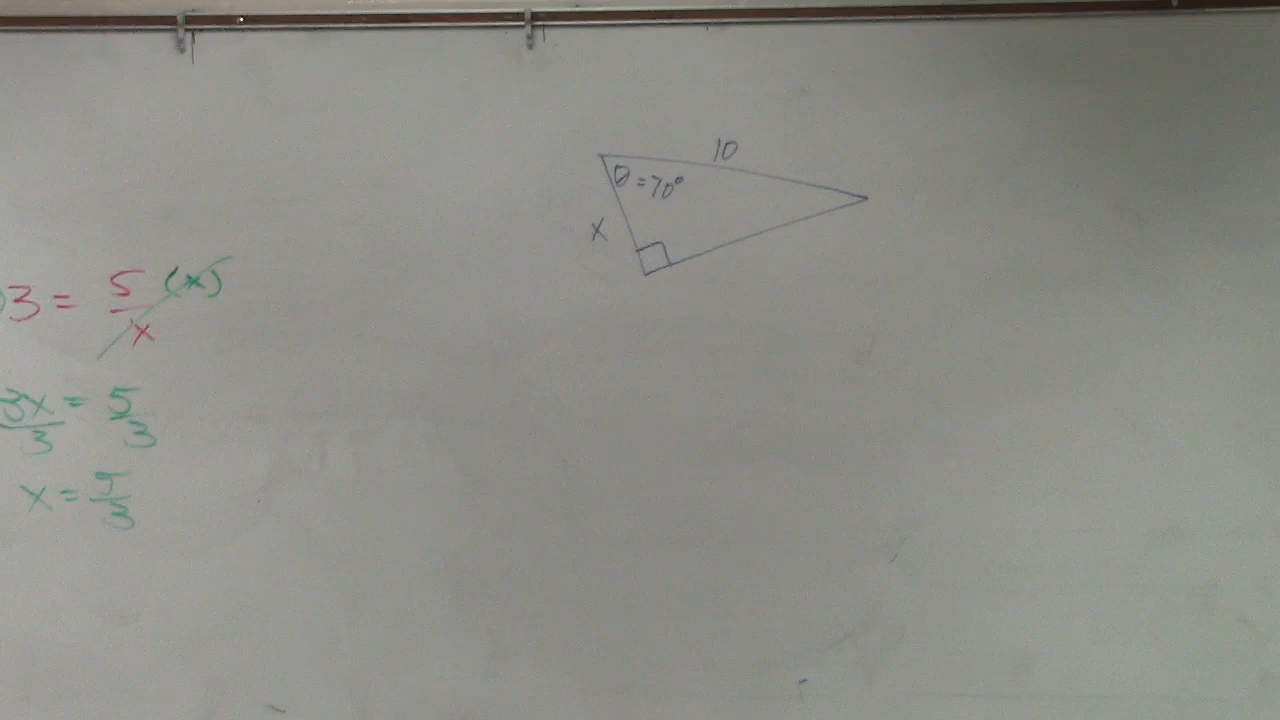 3 = 5/x (x)
3x/3 = 5/3
x = 5/3
10
θ = 70°
x